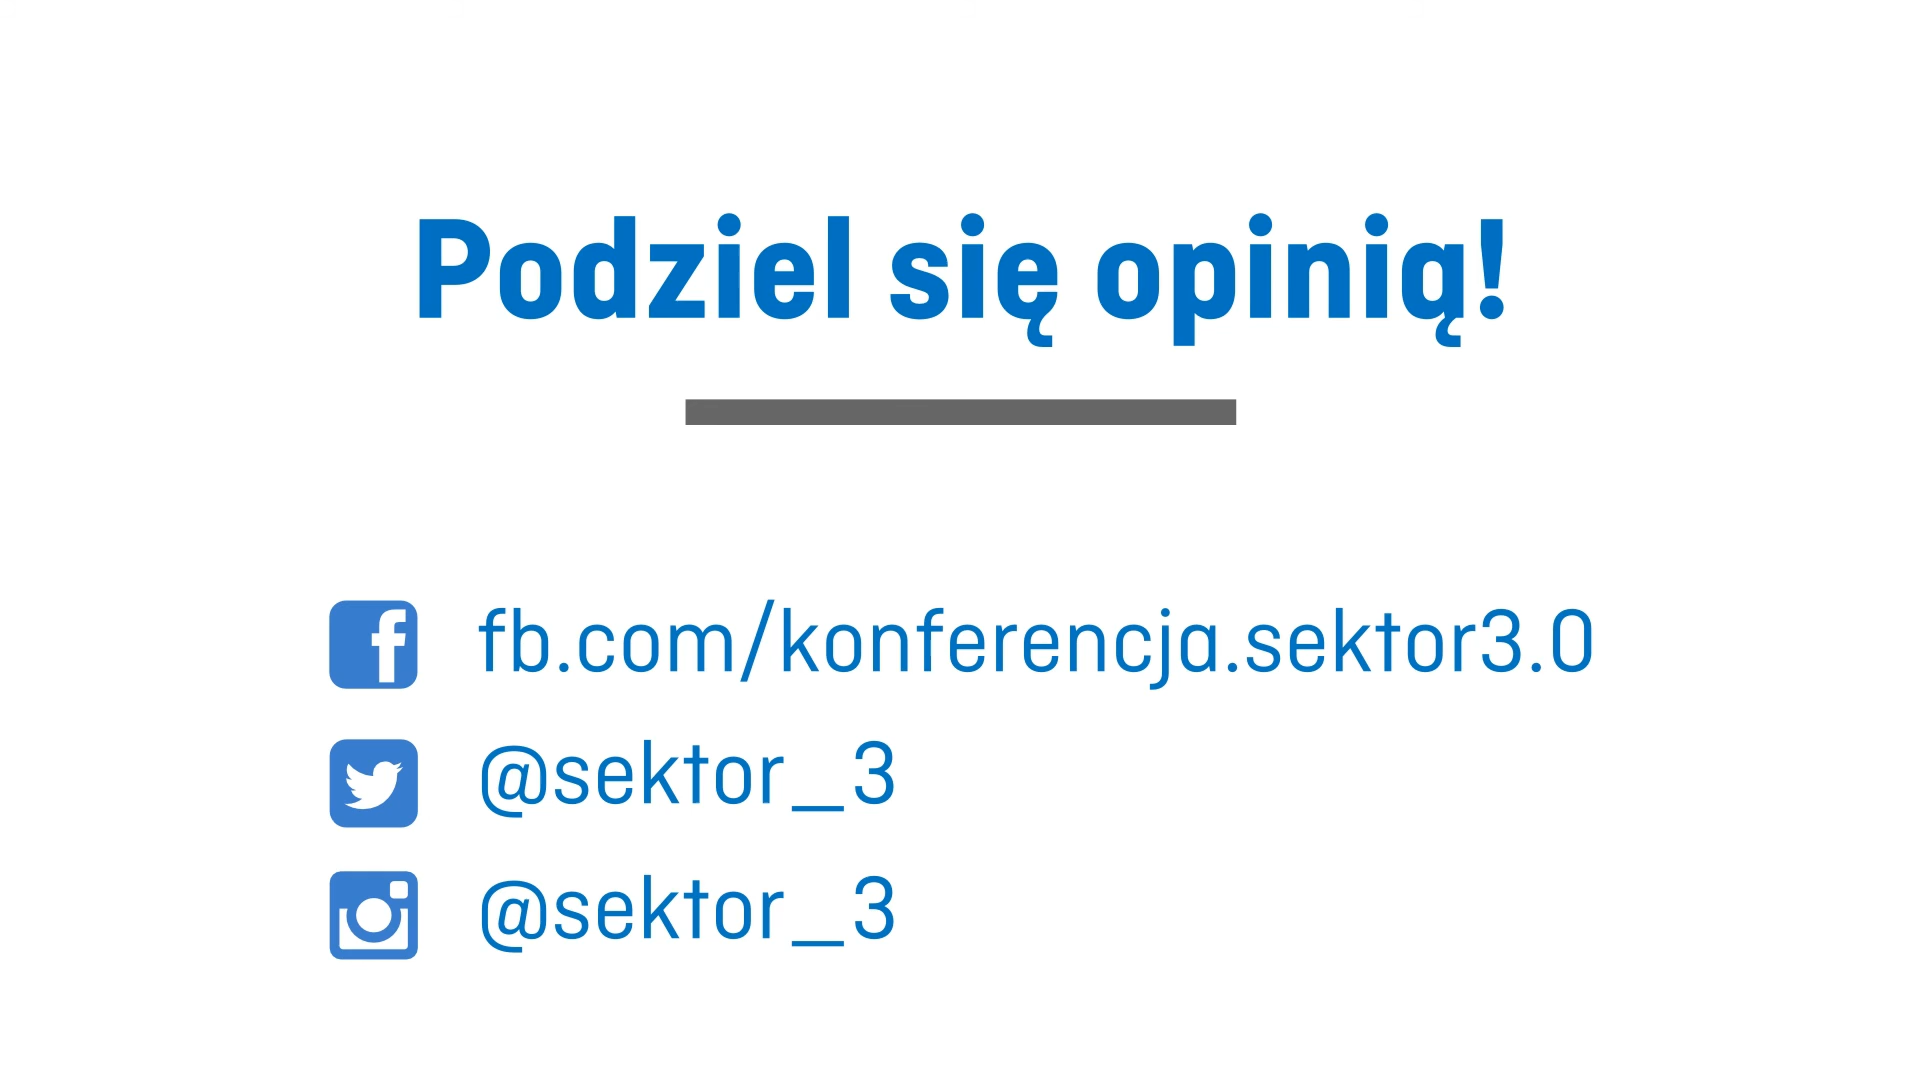 Podziel się opinią!
fb.com/konferencja.sektor3.0
@sektor_3
@sektor_3